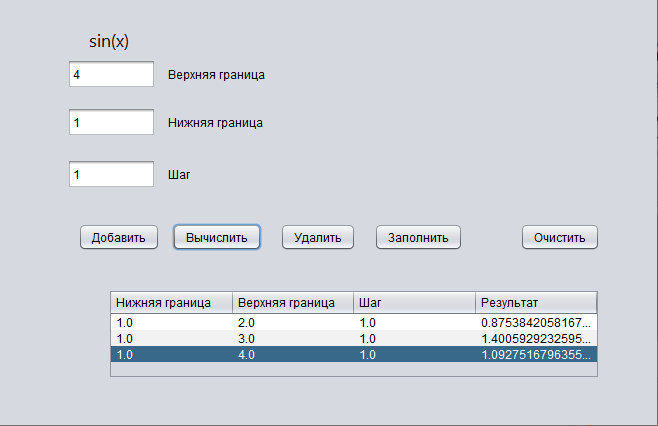 sin(x)
4 Верхняя граница
1 Нижняя граница
1 Шаг
Добавить Вычислить Удалить Заполнить Очистить
Нижняя граница Верхняя граница Шаг Результат
1.0 2.0 1.0 0.8753842058167...
1.0 3.0 1.0 1.4005929232595...
1.0 4.0 1.0 1.0927516796355...